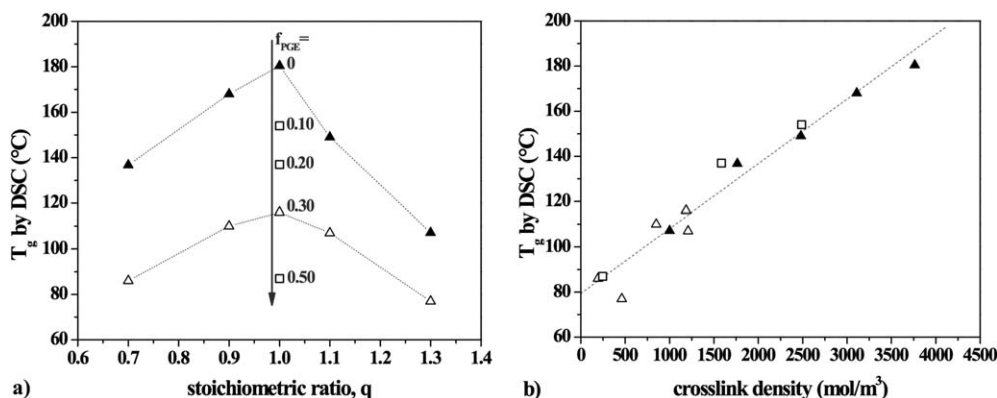 200
180
160
140
120
100
80
60
T_g by DSC (°C)
f_PGE=
0
0.10
0.20
0.30
0.50
0.6 0.7 0.8 0.9 1.0 1.1 1.2 1.3 1.4
stoichiometric ratio, q
a)
200
180
160
140
120
100
80
60
T_g by DSC (°C)
0 500 1000 1500 2000 2500 3000 3500 4000 4500
crosslink density (mol/m³)
b)